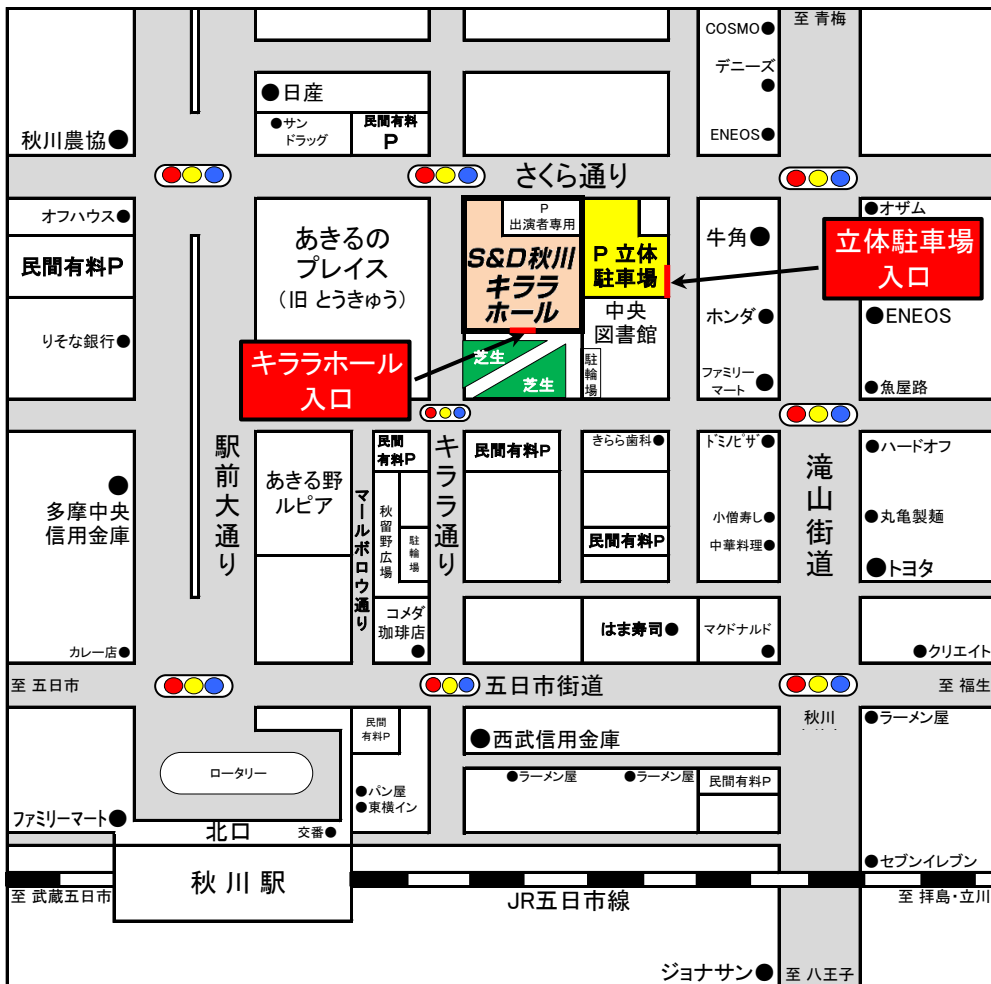 COSMO●
至 青梅
デニーズ
●
●日産
秋川農協●
●サン
ドラッグ
民間有料
P
ENEOS●
さくら通り
オフハウス●
民間有料P
りそな銀行●
あきるの
プレイス
（旧 とうきゅう）
P
出演者専用
S&D秋川
キララ
ホール
P 立体
駐車場
中央
図書館
牛角●
ホンダ●
ファミリー
マート●
●オザム
立体駐車場
入口
●ENEOS
●魚屋路
キララホール
入口
芝生
芝生
駐
輪
場
駅前大通り
●
多摩中央
信用金庫
カレー店●
あきる野
ルピア
マールボロウ通り
民間
有料P
秋留野広場
駐輪場
コメダ
珈琲店
●
キララ通り
民間有料P
きらら歯科●
民間有料P
はま寿司●
ドミノピザ●
小僧寿し●
中華料理●
マクドナルド
●
滝山街道
●ハードオフ
●丸亀製麺
●トヨタ
●クリエイト
至 五日市
五日市街道
至 福生
秋川
ロータリー
民間
有料P
●パン屋
●東横イン
●西武信用金庫
●ラーメン屋
●ラーメン屋
民間有料P
●ラーメン屋
ファミリーマート●
北口
交番●
●セブンイレブン
至 武蔵五日市
秋川駅
JR五日市線
至 拝島・立川
ジョナサン●
至 八王子